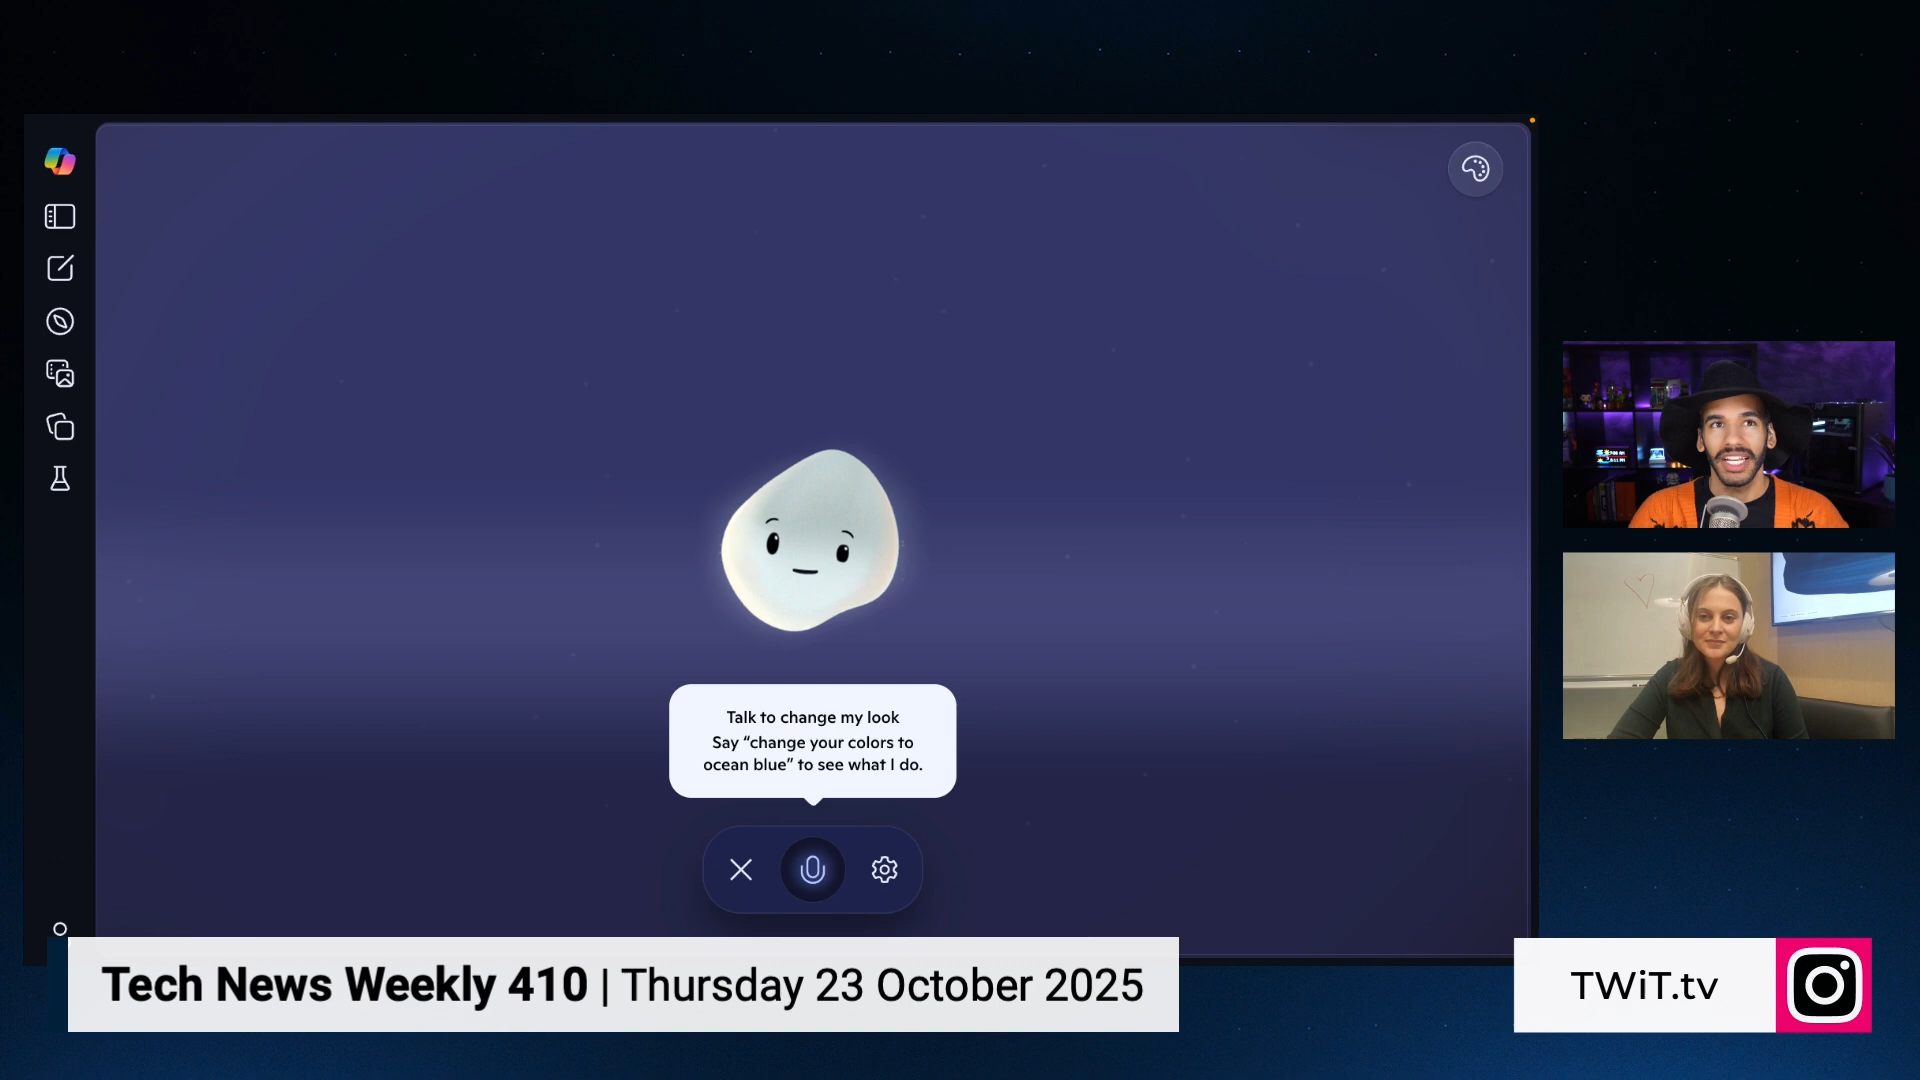 Talk to change my look
Say “change your colors to
ocean blue” to see what I do.
Tech News Weekly 410 | Thursday 23 October 2025
TWiT.tv